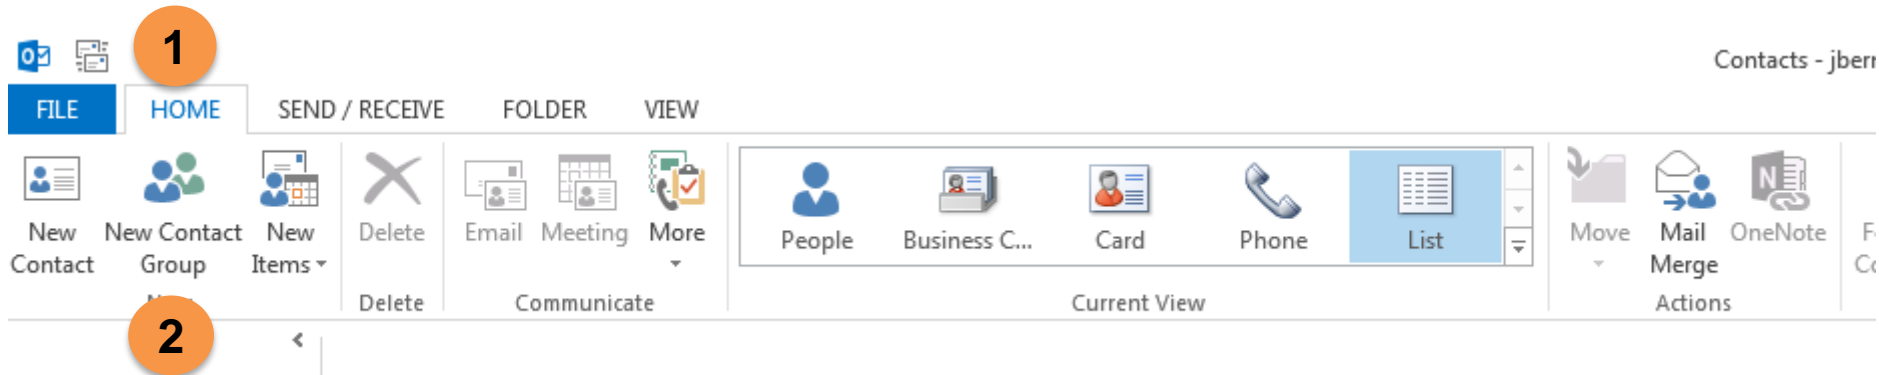 1
Contacts - jberr
FILE HOME SEND / RECEIVE FOLDER VIEW
New Contact
New Contact Group
New Items
Delete
Email
Meeting
More
People
Business C...
Card
Phone
List
Move
Mail Merge
OneNote
Delete
Communicate
Current View
Actions
2